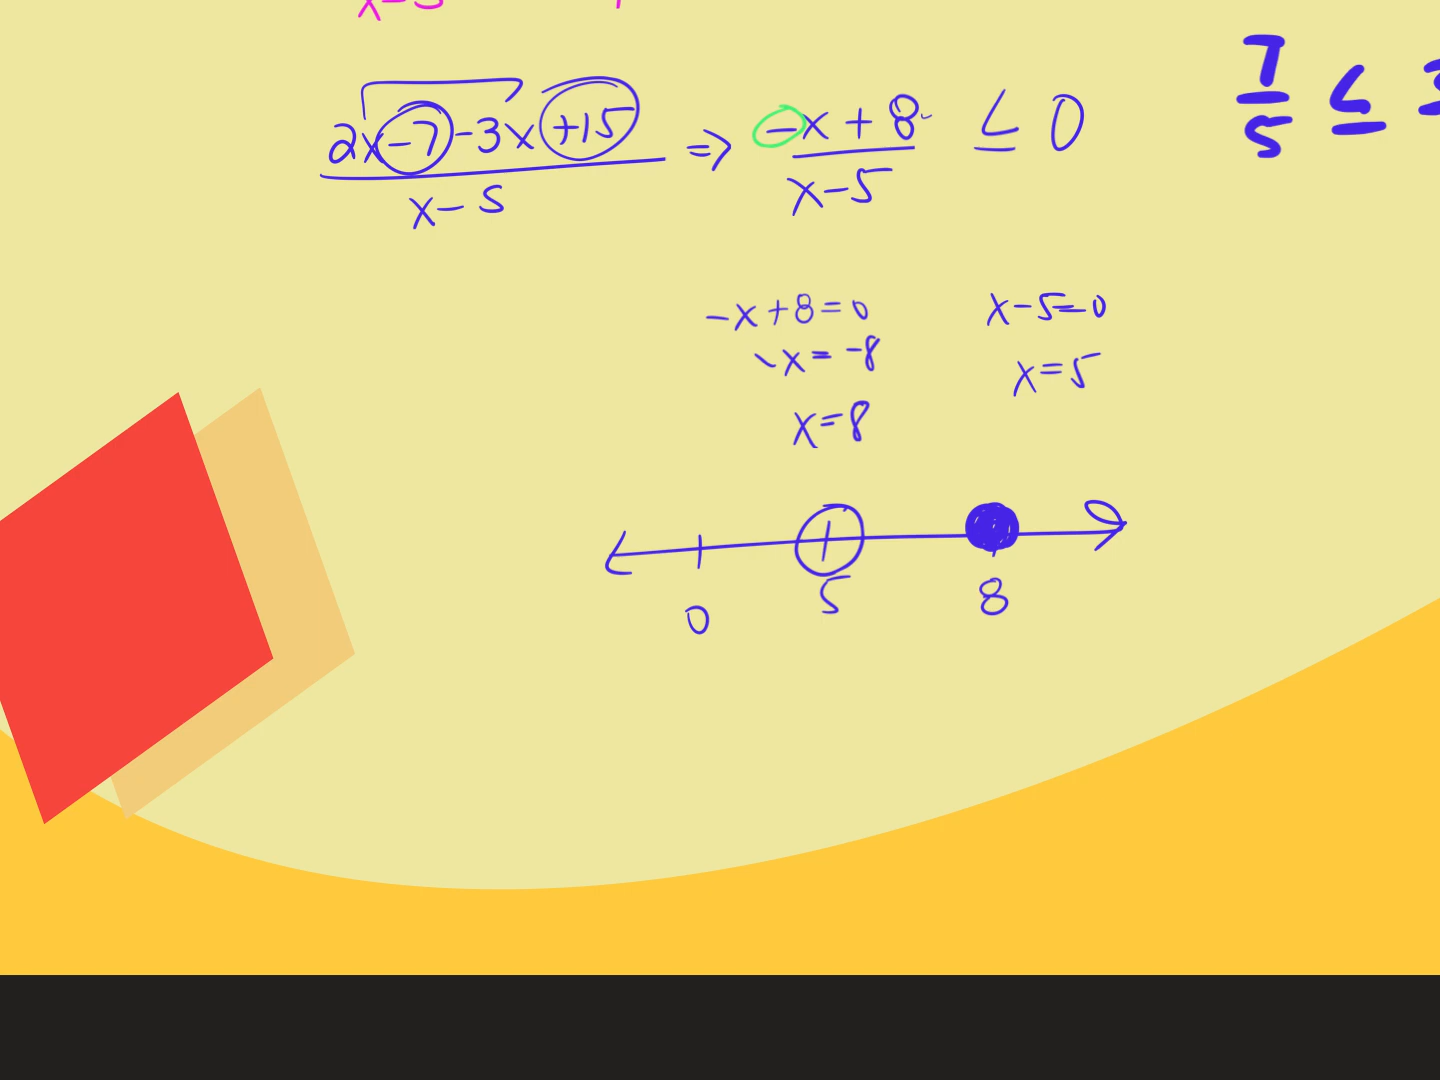 x-5
2x-7-3x+15 / x-5 => -x+8 / x-5 ≤ 0
7/5 ≤
-x+8=0 x-5=0
-x=-8 x=5
x=8
0 5 8